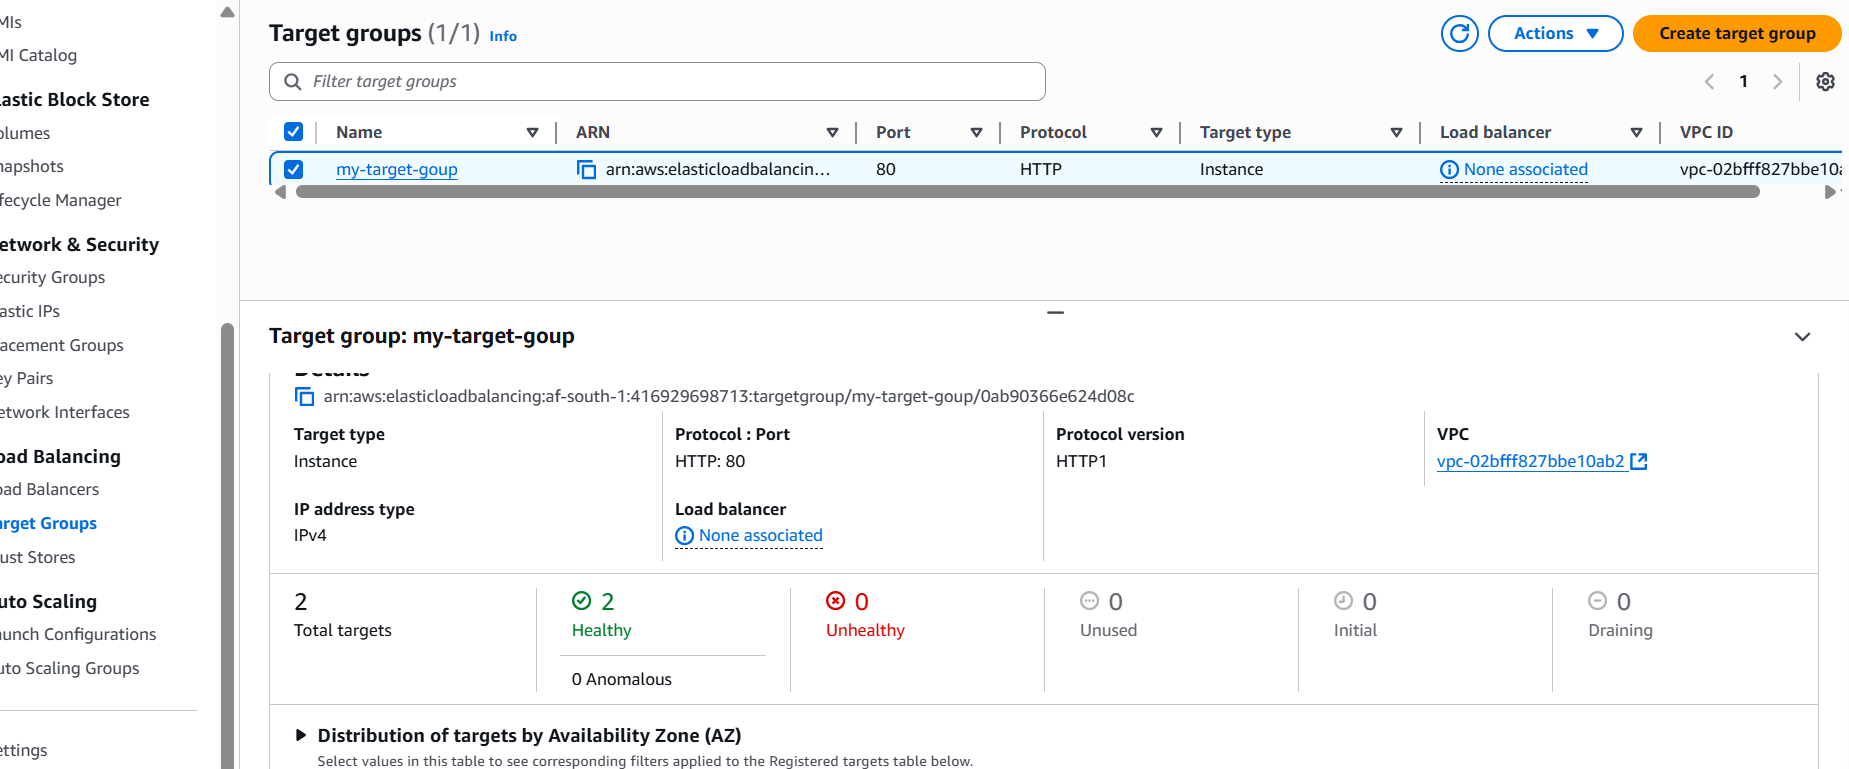 MIs
MI Catalog
lastic Block Store
olumes
napshots
ifecycle Manager
etwork & Security
ecurity Groups
astic IPs
lacement Groups
ey Pairs
etwork Interfaces
oad Balancing
oad Balancers
arget Groups
ust Stores
uto Scaling
aunch Configurations
uto Scaling Groups
ettings
Target groups (1/1) Info
Actions
Create target group
Filter target groups
1
Name ARN Port Protocol Target type Load balancer VPC ID
my-target-goup arn:aws:elasticloadbalancin... 80 HTTP Instance None associated vpc-02bfff827bbe10a
Target group: my-target-goup
Details
arn:aws:elasticloadbalancing:af-south-1:416929698713:targetgroup/my-target-goup/0ab90366e624d08c
Target type Protocol : Port Protocol version VPC
Instance HTTP: 80 HTTP1 vpc-02bfff827bbe10ab2
IP address type Load balancer
IPv4 None associated
2 2 0 0 0 0
Total targets Healthy Unhealthy Unused Initial Draining
0 Anomalous
Distribution of targets by Availability Zone (AZ)
Select values in this table to see corresponding filters applied to the Registered targets table below.